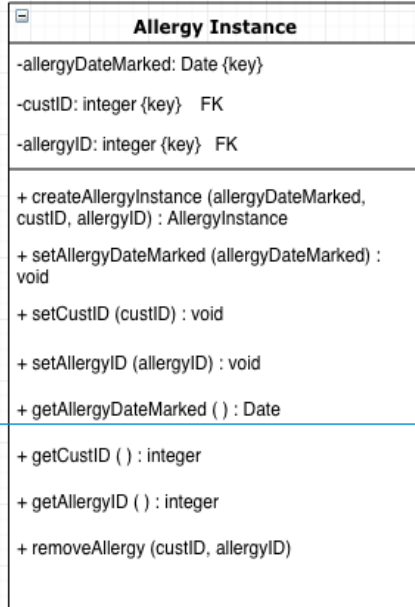 Allergy Instance
-allergyDateMarked: Date {key}
-custID: integer {key} FK
-allergyID: integer {key} FK
+ createAllergyInstance (allergyDateMarked,
custID, allergyID) : AllergyInstance
+ setAllergyDateMarked (allergyDateMarked) :
void
+ setCustID (custID) : void
+ setAllergyID (allergyID) : void
+ getAllergyDateMarked ( ) : Date
+ getCustID ( ) : integer
+ getAllergyID ( ) : integer
+ removeAllergy (custID, allergyID)